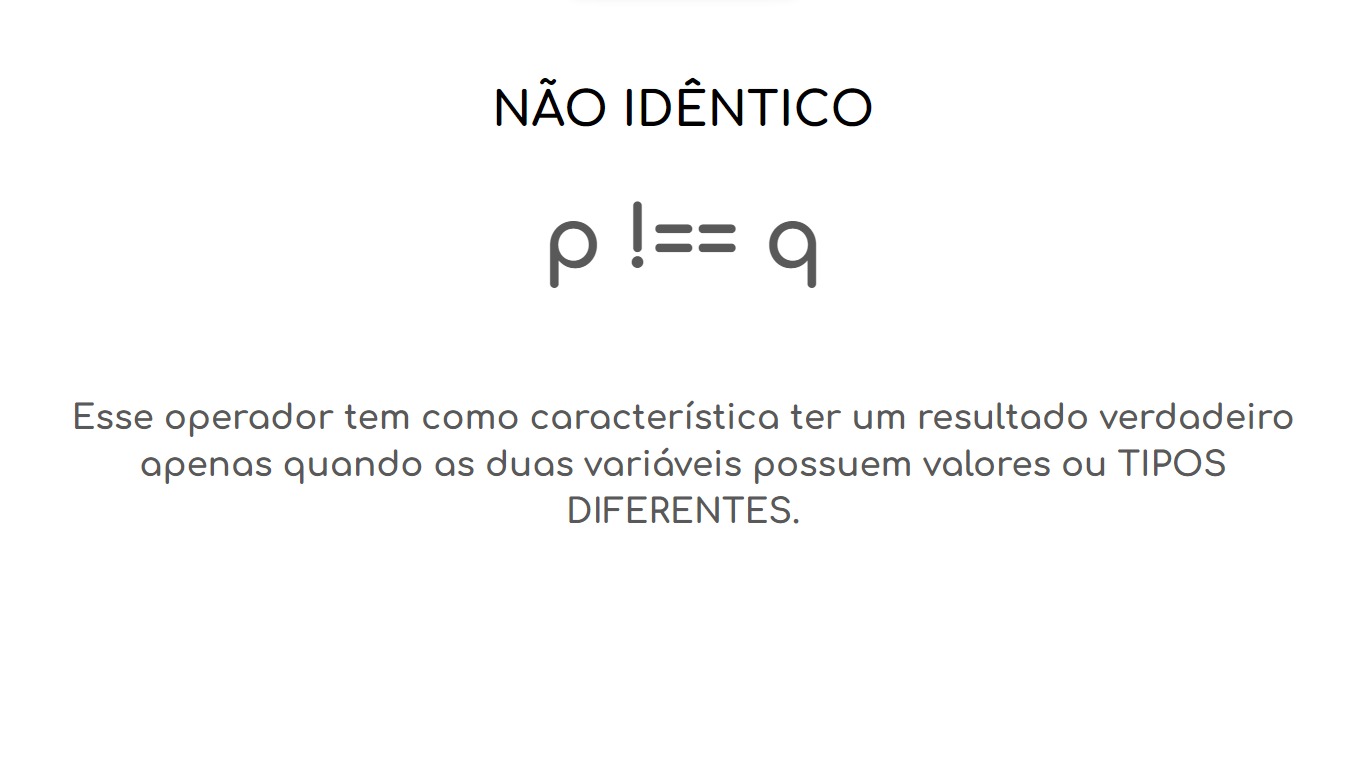 NÃO IDÊNTICO
p !== q
Esse operador tem como característica ter um resultado verdadeiro
apenas quando as duas variáveis possuem valores ou TIPOS
DIFERENTES.